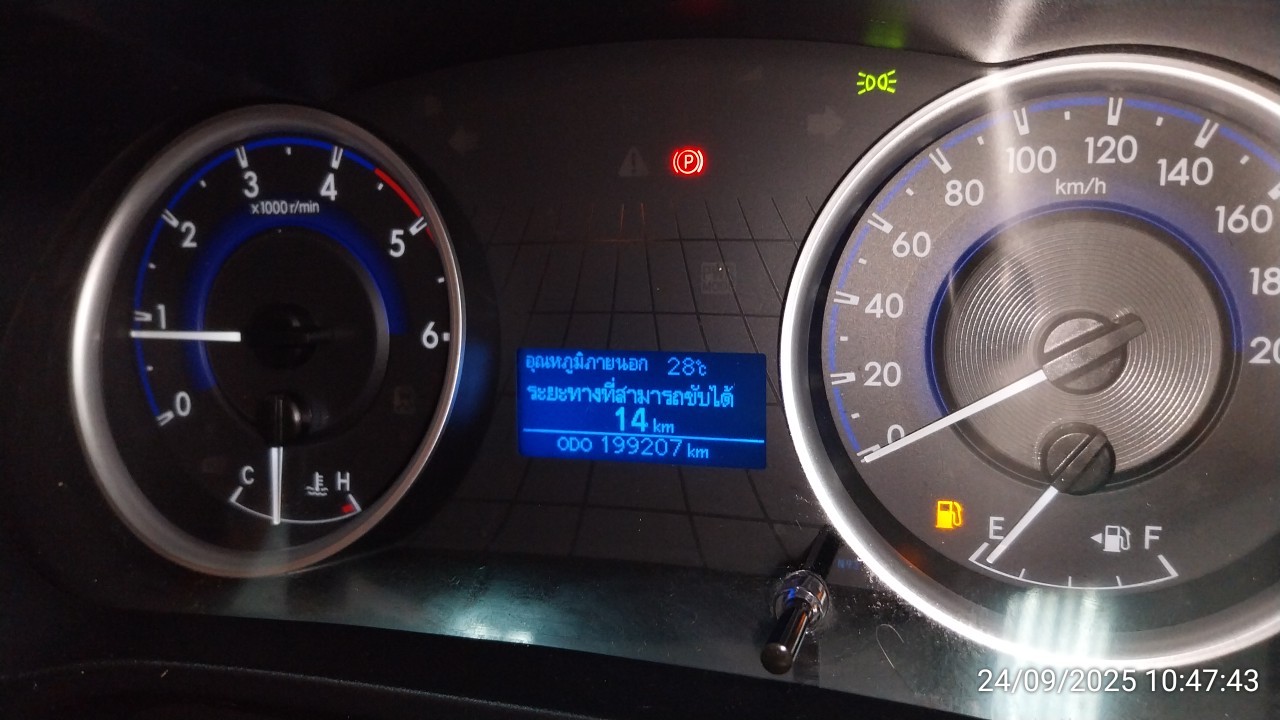 0
1
2
3
4
5
6
x1000 r/min
C H
อุณหภูมิภายนอก 28℃
ระยะทางที่สามารถขับได้
14 km
ODO 199207 km
P
0
20
40
60
80
100
120
140
160
km/h
E F
24/09/2025 10:47:43